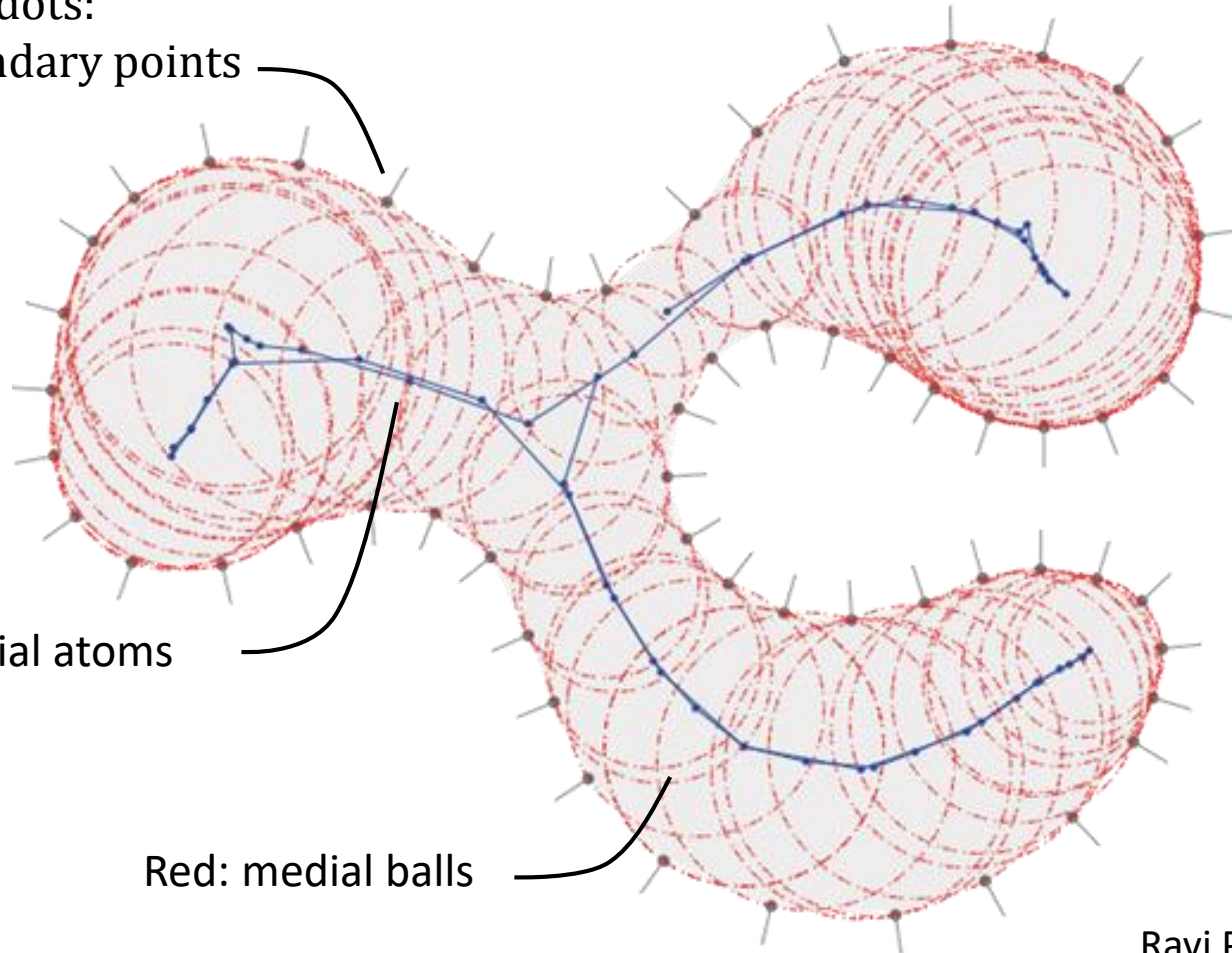 dots:
ndary points
ial atoms
Red: medial balls
Ravi P